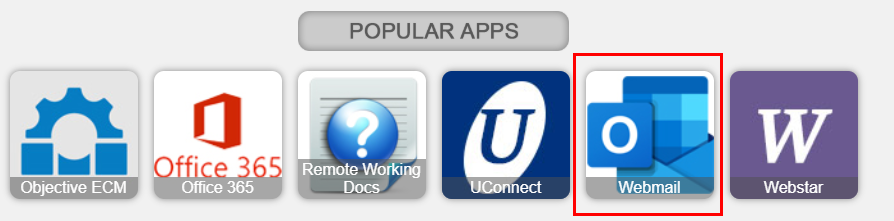 POPULAR APPS
Objective ECM
Office 365
Office 365
?
Remote Working
Docs
U
UConnect
O
Webmail
W
Webstar